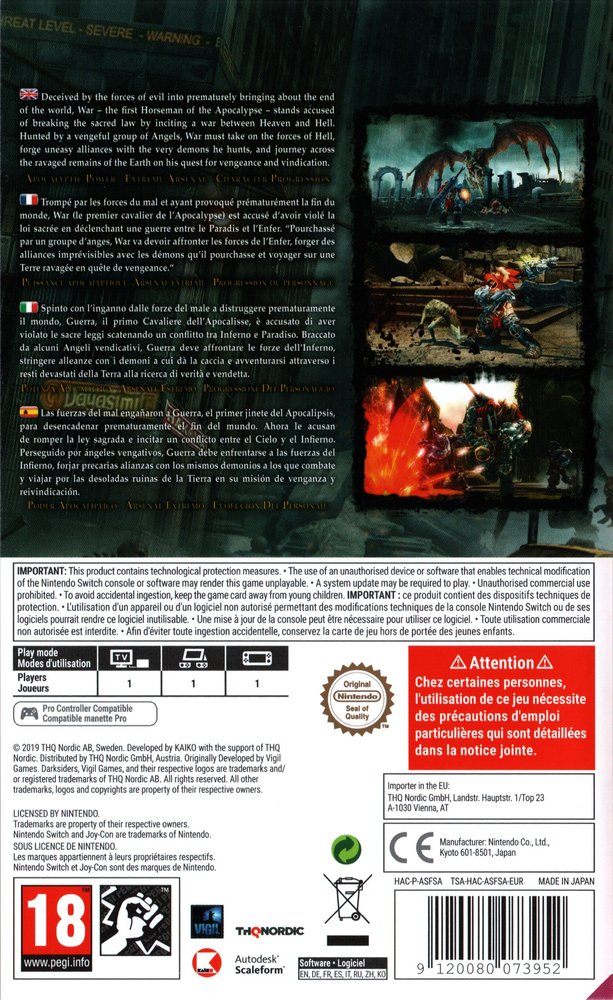 THREAT LEVEL - SEVERE - WARNING -
Deceived by the forces of evil into prematurely bringing about the end
of the world, War – the first Horseman of the Apocalypse – stands accused
of breaking the sacred law by inciting a war between Heaven and Hell.
Hunted by a vengeful group of Angels, War must take on the forces of Hell,
forge uneasy alliances with the very demons he hunts, and journey across
the ravaged remains of the Earth on his quest for vengeance and vindication.
Apocalyptic Power - Extreme Arsenal - Character Progression
Trompé par les forces du mal et ayant provoqué prématurément la fin du
monde, War (le premier cavalier de l'Apocalypse) est accusé d'avoir violé la
loi sacrée en déclenchant une guerre entre le Paradis et l'Enfer. "Pourchassé
par un groupe d'anges, War va devoir affronter les forces de l'Enfer, forger des
alliances imprévisibles avec les démons qu'il pourchasse et voyager sur une
Terre ravagée en quête de vengeance."
Puissance apocalyptique - Arsenal extrême - Progression du personnage
Spinto con l'inganno dalle forze del male a distruggere prematuramente
il mondo, Guerra, il primo Cavaliere dell'Apocalisse, è accusato di aver
violato le sacre leggi scatenando un conflitto tra Inferno e Paradiso. Braccato
da alcuni Angeli vendicativi, Guerra deve affrontare le forze dell'Inferno,
stringere alleanze con i demoni a cui dà la caccia e avventurarsi attraverso i
resti devastati della Terra alla ricerca di verità e vendetta.
Potenza Apocalittica - Arsenale Estremo - Progressione Del Personaggio
Quasimi
Las fuerzas del mal engañaron a Guerra, el primer jinete del Apocalipsis,
para desencadenar prematuramente el fin del mundo. Ahora le acusan
de romper la ley sagrada e incitar un conflicto entre el Cielo y el Infierno.
Perseguido por ángeles vengativos, Guerra debe enfrentarse a las fuerzas del
Infierno, forjar precarias alianzas con los mismos demonios a los que combate
y viajar por las desoladas ruinas de la Tierra en su misión de venganza y
reivindicación.
Poder Apocalíptico - Arsenal Extremo - Evolución Del Personaje
IMPORTANT: This product contains technological protection measures. • The use of an unauthorised device or software that enables technical modification
of the Nintendo Switch console or software may render this game unplayable. • A system update may be required to play. • Unauthorised commercial use
prohibited. • To avoid accidental ingestion, keep the game card away from young children. IMPORTANT : ce produit contient des dispositifs techniques de
protection. • L'utilisation d'un appareil ou d'un logiciel non autorisé permettant des modifications techniques de la console Nintendo Switch ou de ses
logiciels pourrait rendre ce logiciel inutilisable. • Une mise à jour de la console peut être nécessaire pour utiliser ce logiciel. • Toute utilisation commerciale
non autorisée est interdite. • Afin d'éviter toute ingestion accidentelle, conservez la carte de jeu hors de portée des jeunes enfants.
Play mode
Modes d'utilisation
TV
Players
Joueurs
1 1 1
Pro Controller Compatible
Compatible manette Pro
Original
Nintendo
Seal of
Quality
TM
Attention
Chez certaines personnes,
l'utilisation de ce jeu nécessite
des précautions d'emploi
particulières qui sont détaillées
dans la notice jointe.
© 2019 THQ Nordic AB, Sweden. Developed by KAIKO with the support of THQ
Nordic. Distributed by THQ Nordic GmbH, Austria. Originally Developed by Vigil
Games. Darksiders, Vigil Games, and their respective logos are trademarks and/
or registered trademarks of THQ Nordic AB. All rights reserved. All other
trademarks, logos and copyrights are property of their respective owners.
LICENSED BY NINTENDO.
Trademarks are property of their respective owners.
Nintendo Switch and Joy-Con are trademarks of Nintendo.
SOUS LICENCE DE NINTENDO.
Les marques appartiennent à leurs propriétaires respectifs.
Nintendo Switch et Joy-Con sont des marques de Nintendo.
Importer in the EU:
THQ Nordic GmbH, Landstr. Hauptstr. 1/Top 23
A-1030 Vienna, AT
CE
Manufacturer: Nintendo Co., Ltd.,
Kyoto 601-8501, Japan
HAC-P-ASFSA TSA-HAC-ASFSA-EUR MADE IN JAPAN
18
www.pegi.info
VIGIL
THQNORDIC
KAIKO
Autodesk
Scaleform
Software • Logiciel
EN, DE, FR, ES, IT, RU, ZH, KO
9 120080 073952